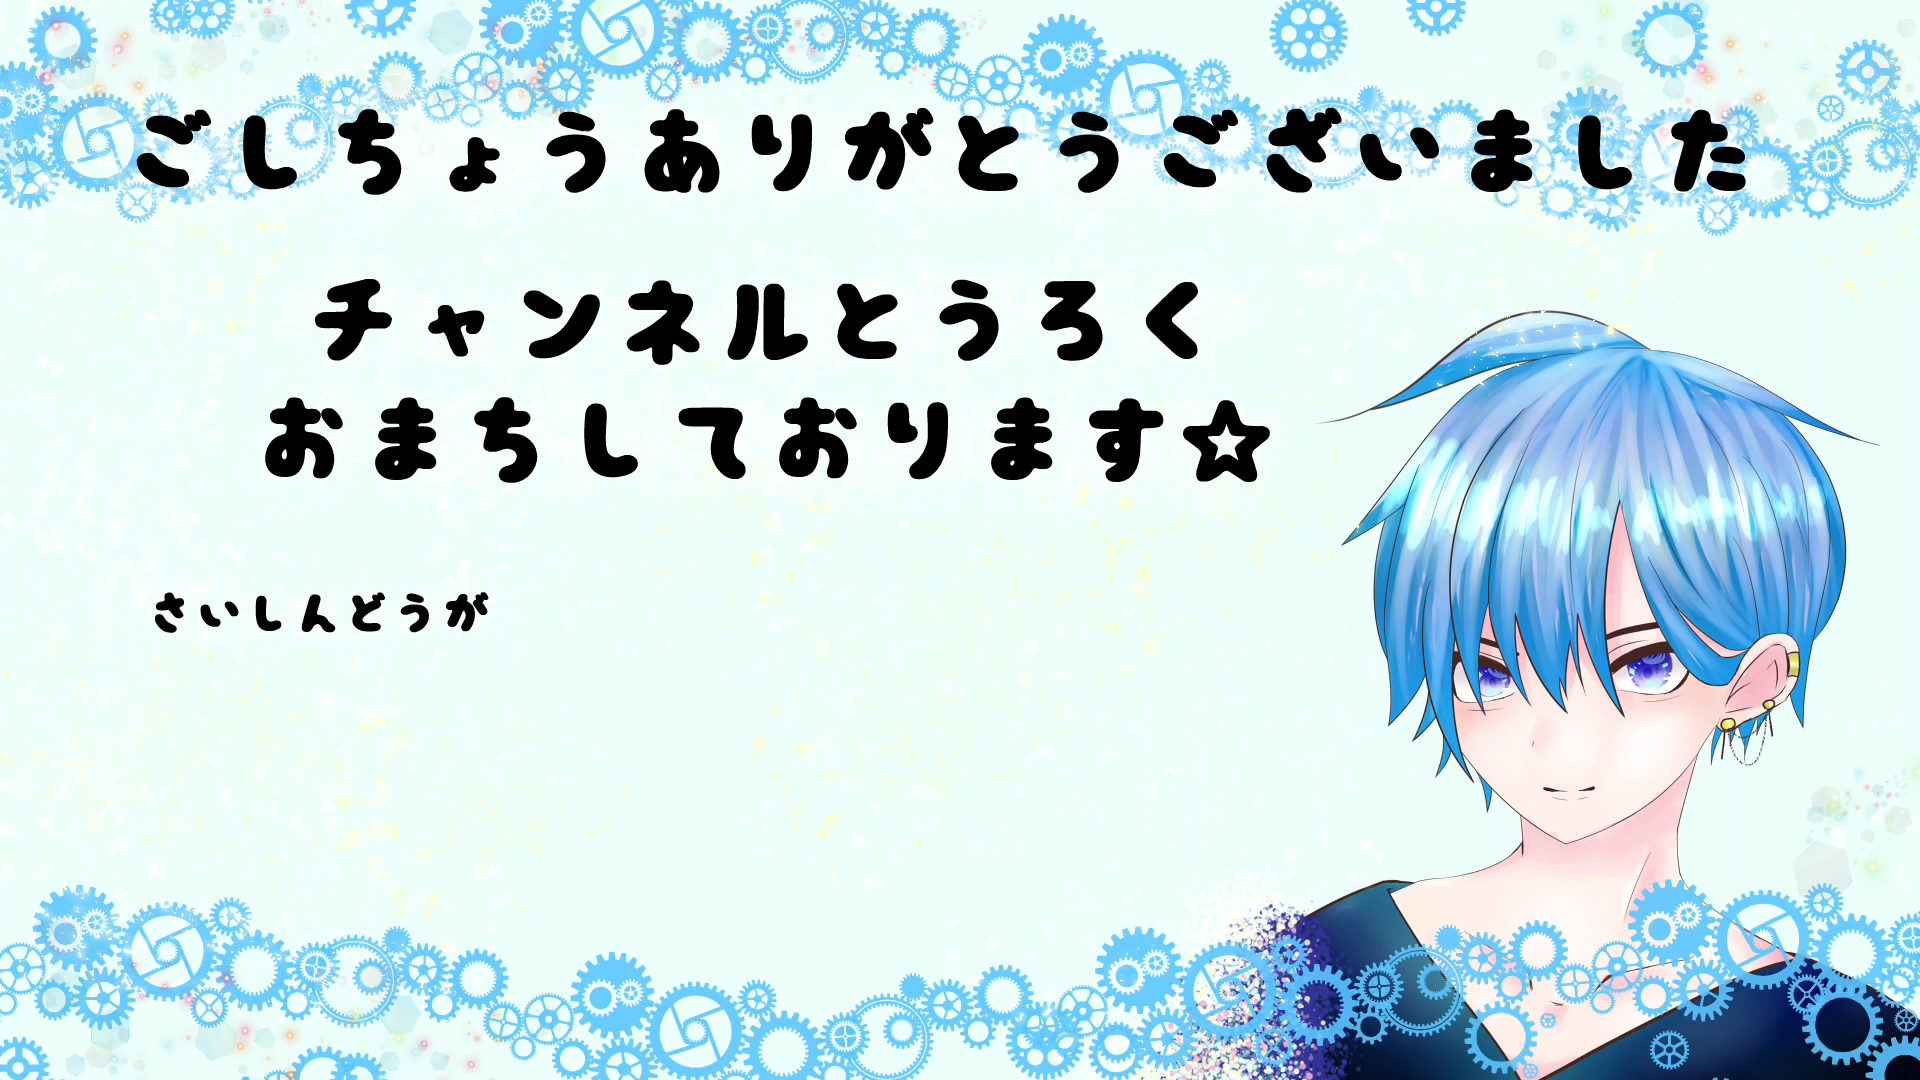 ごしちょうありがとうございました
チャンネルとうろく
おまちしております☆
さいしんどうが